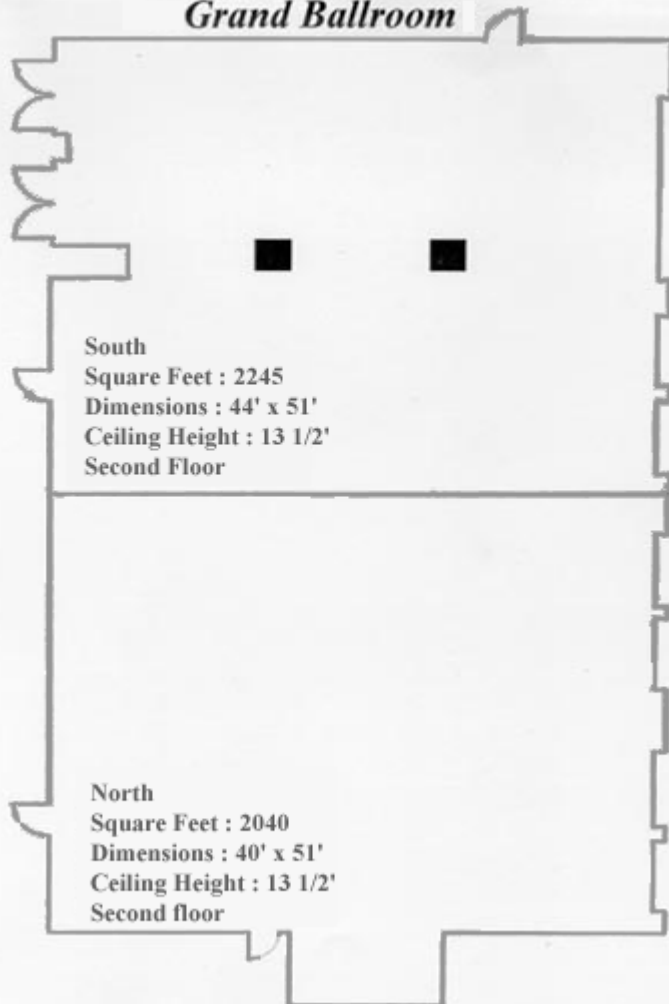 Grand Ballroom
South
Square Feet : 2245
Dimensions : 44' x 51'
Ceiling Height : 13 1/2'
Second Floor
North
Square Feet : 2040
Dimensions : 40' x 51'
Ceiling Height : 13 1/2'
Second floor